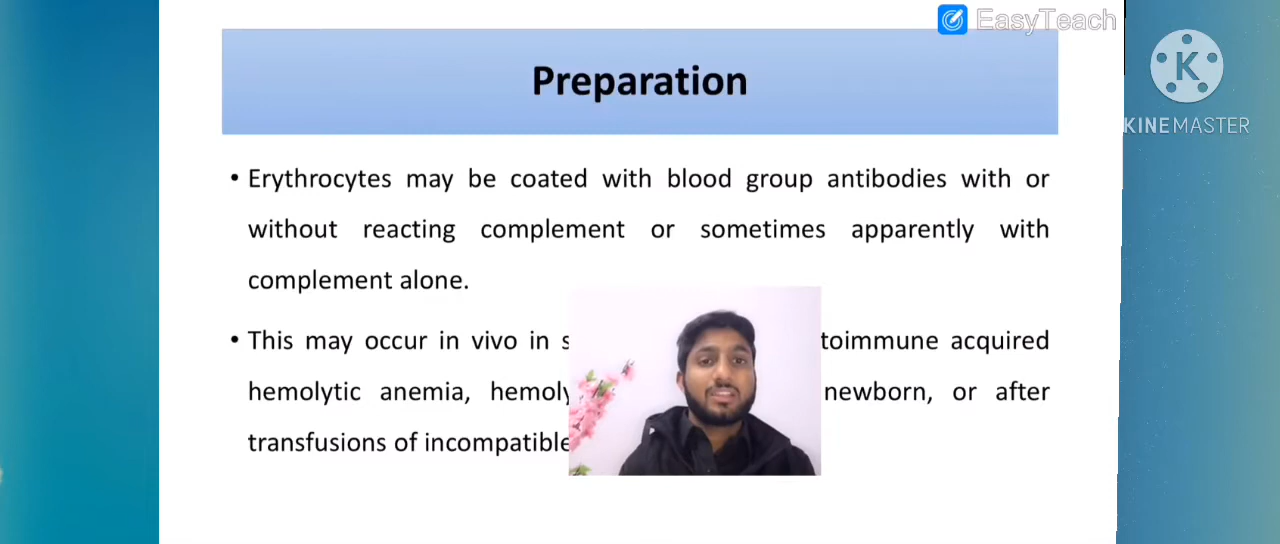 EasyTeach
K
KINEMASTER
Preparation
• Erythrocytes may be coated with blood group antibodies with or
without reacting complement or sometimes apparently with
complement alone.
• This may occur in vivo in s toimmune acquired
hemolytic anemia, hemoly newborn, or after
transfusions of incompatible